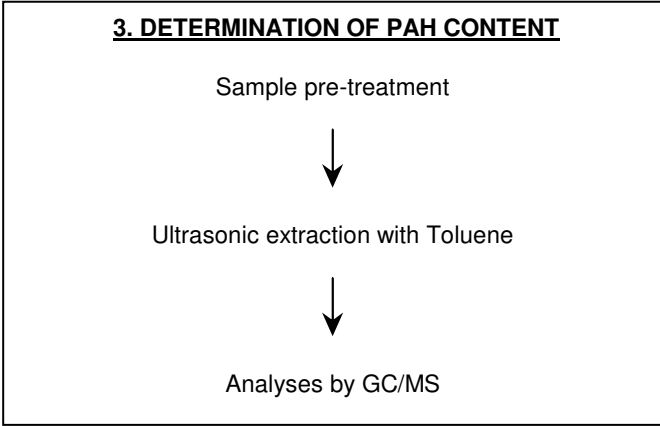 3. DETERMINATION OF PAH CONTENT
Sample pre-treatment
Ultrasonic extraction with Toluene
Analyses by GC/MS